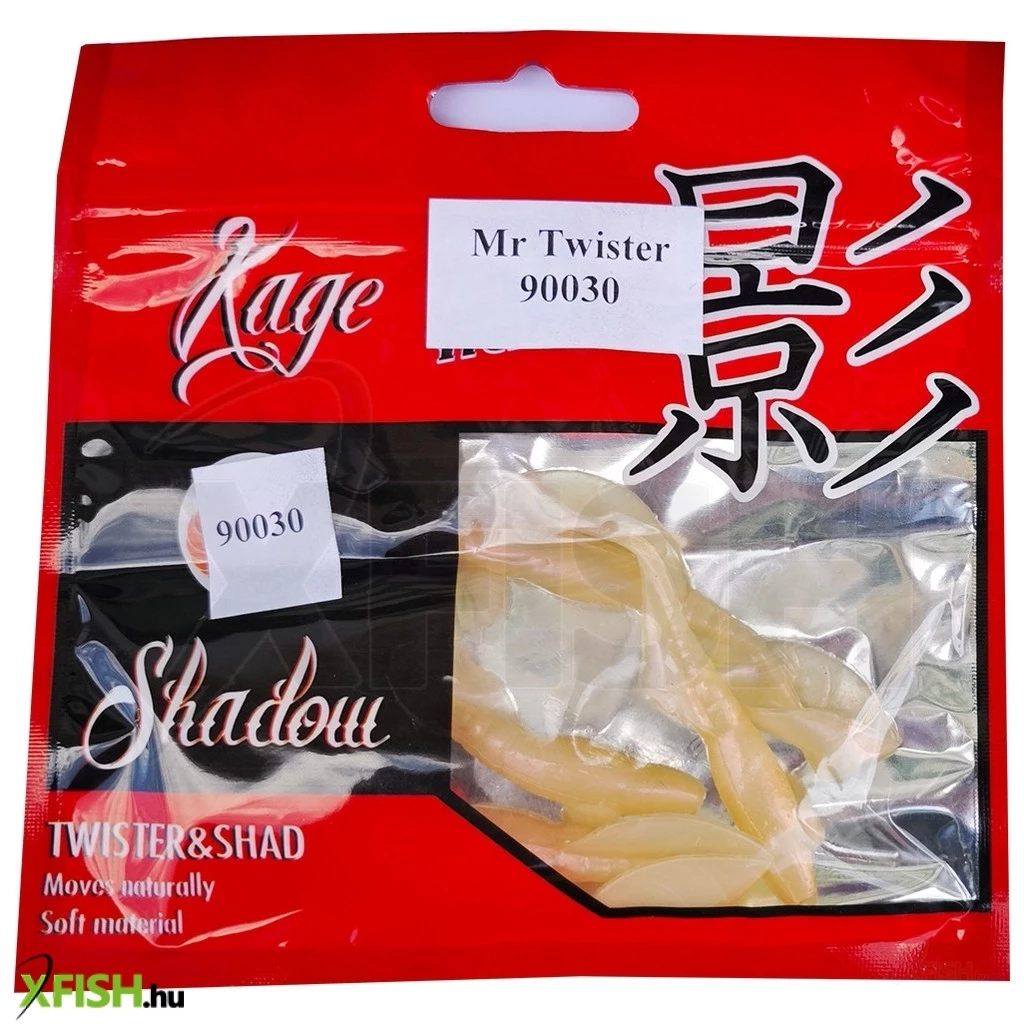 Kage
Mr Twister
90030
影
90030
Shadow
TWISTER&SHAD
Moves naturally
Soft material
XFISH.hu